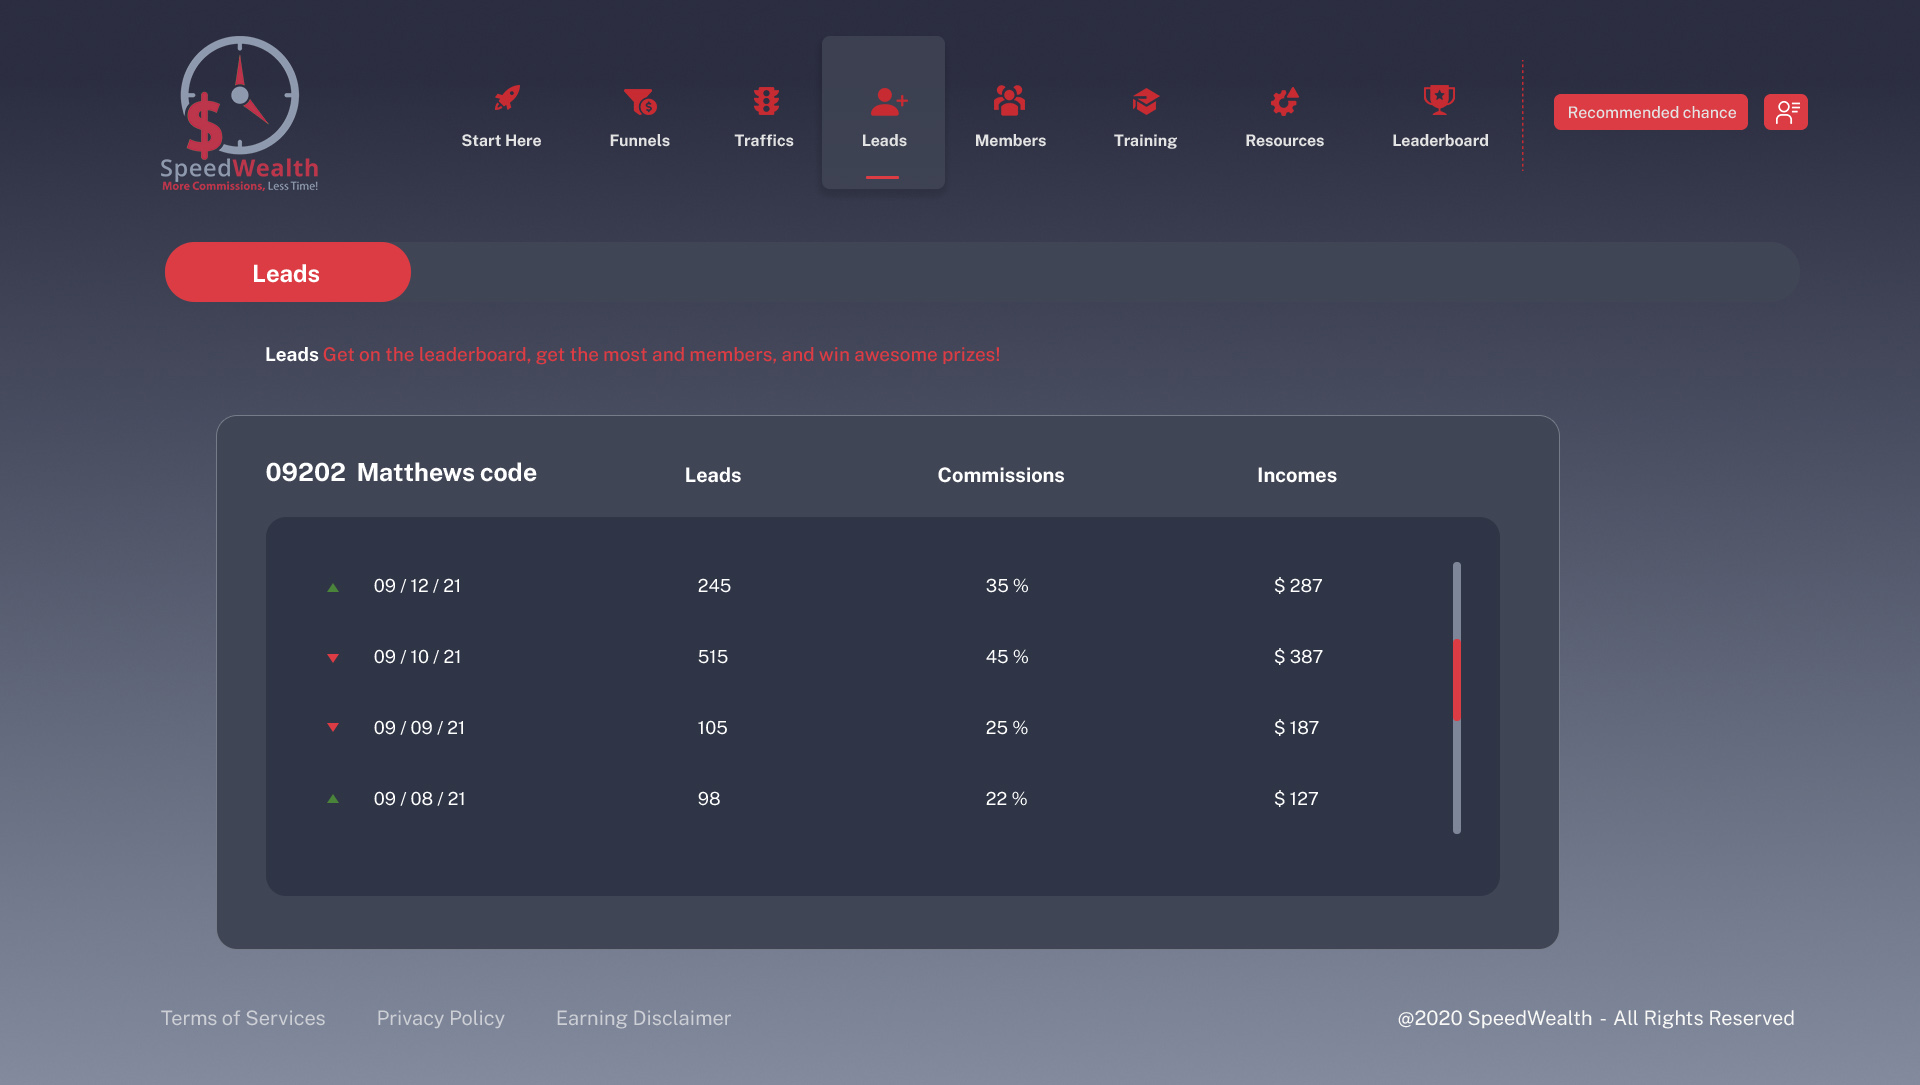 SpeedWealth
More Commissions, Less Time!
Start Here
Funnels
Traffics
Leads
Members
Training
Resources
Leaderboard
Recommended chance
Leads
Leads Get on the leaderboard, get the most and members, and win awesome prizes!
09202 Matthews code Leads Commissions Incomes
09 / 12 / 21 245 35 % $ 287
09 / 10 / 21 515 45 % $ 387
09 / 09 / 21 105 25 % $ 187
09 / 08 / 21 98 22 % $ 127
Terms of Services Privacy Policy Earning Disclaimer @2020 SpeedWealth - All Rights Reserved